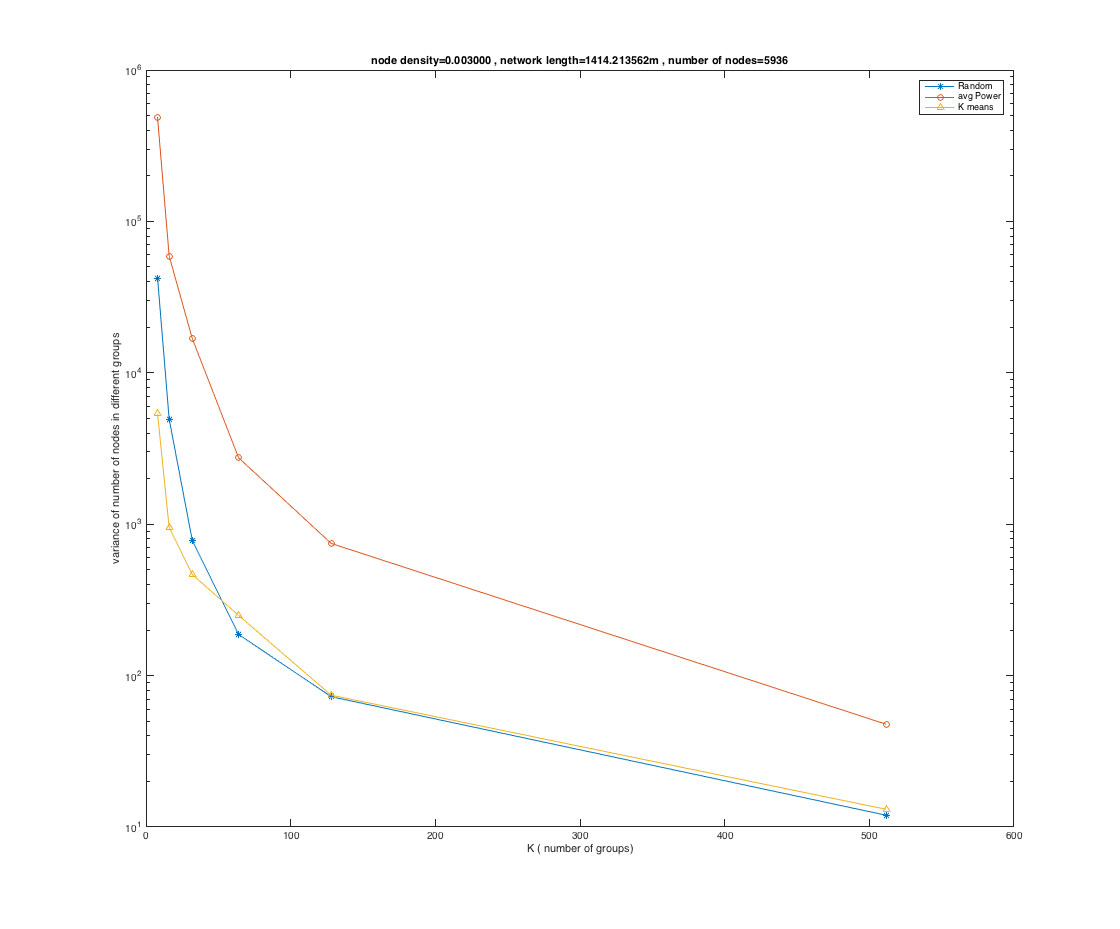 node density=0.003000 , network length=1414.213562m , number of nodes=5936
Random
avg Power
K means
variance of number of nodes in different groups
10^6
10^5
10^4
10^3
10^2
10^1
0 100 200 300 400 500 600
K ( number of groups)